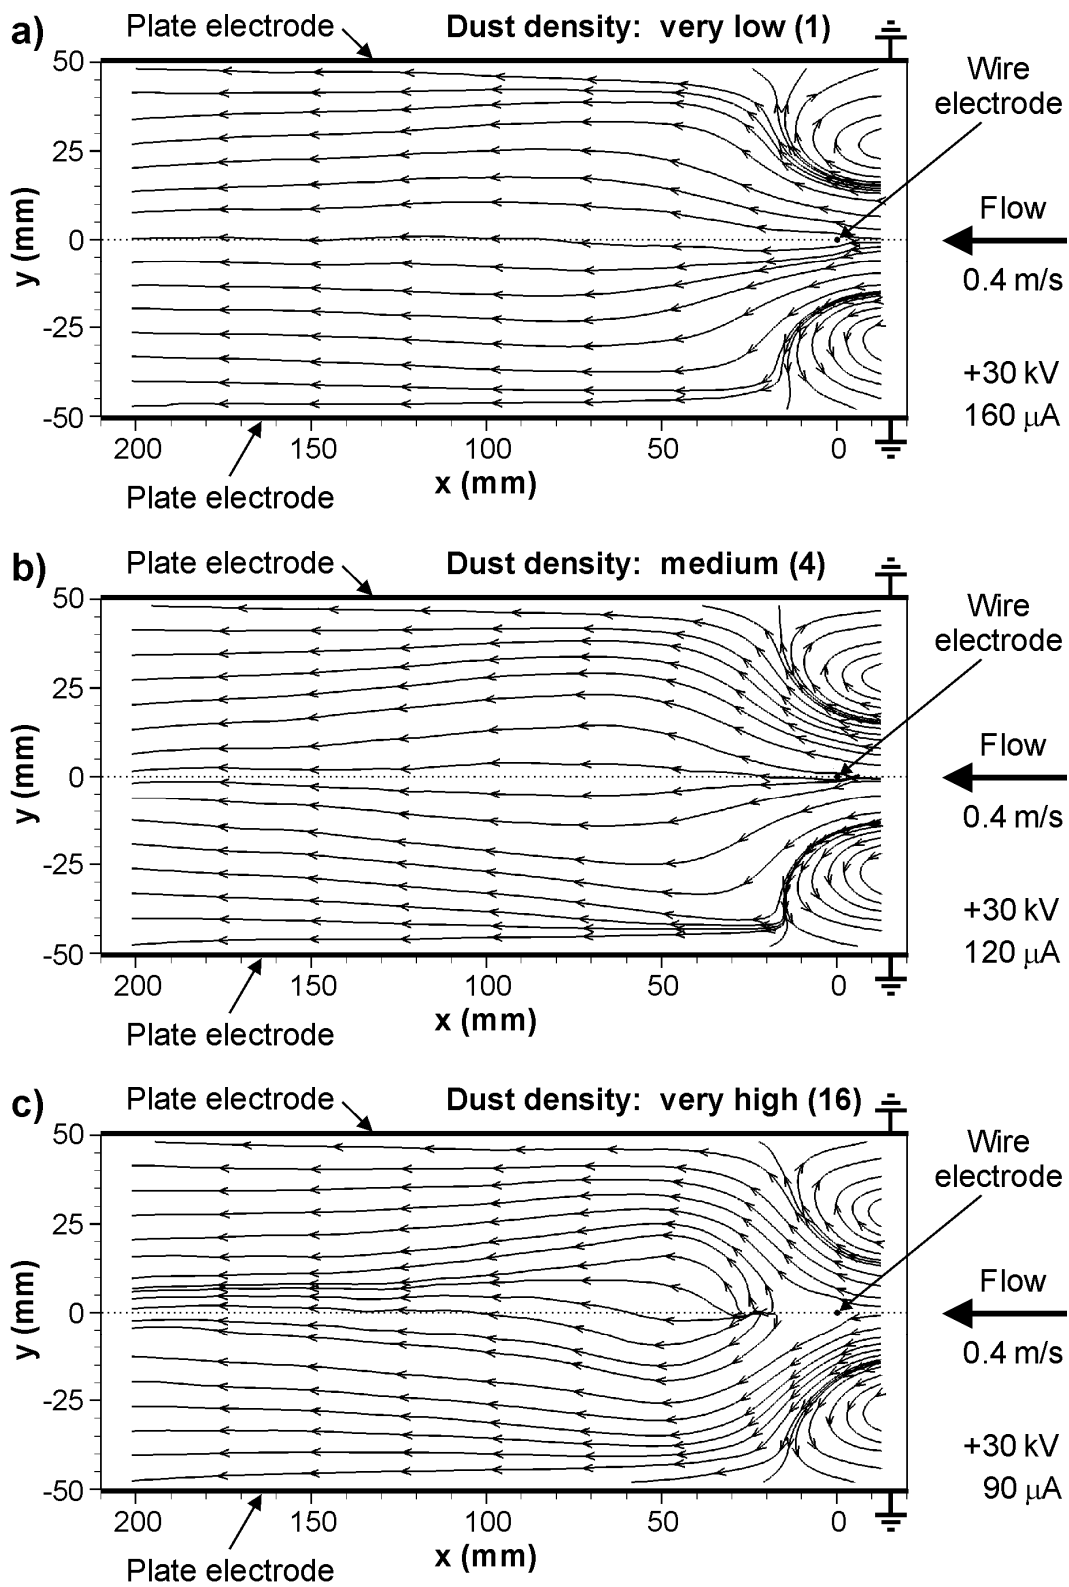 a)
Plate electrode
Dust density: very low (1)
Wire
electrode
Flow
0.4 m/s
+30 kV
160 μA
y (mm)
50
25
0
-25
-50
200
150
100
50
0
x (mm)
Plate electrode
b)
Plate electrode
Dust density: medium (4)
Wire
electrode
Flow
0.4 m/s
+30 kV
120 μA
y (mm)
50
25
0
-25
-50
200
150
100
50
0
x (mm)
Plate electrode
c)
Plate electrode
Dust density: very high (16)
Wire
electrode
Flow
0.4 m/s
+30 kV
90 μA
y (mm)
50
25
0
-25
-50
200
150
100
50
0
x (mm)
Plate electrode